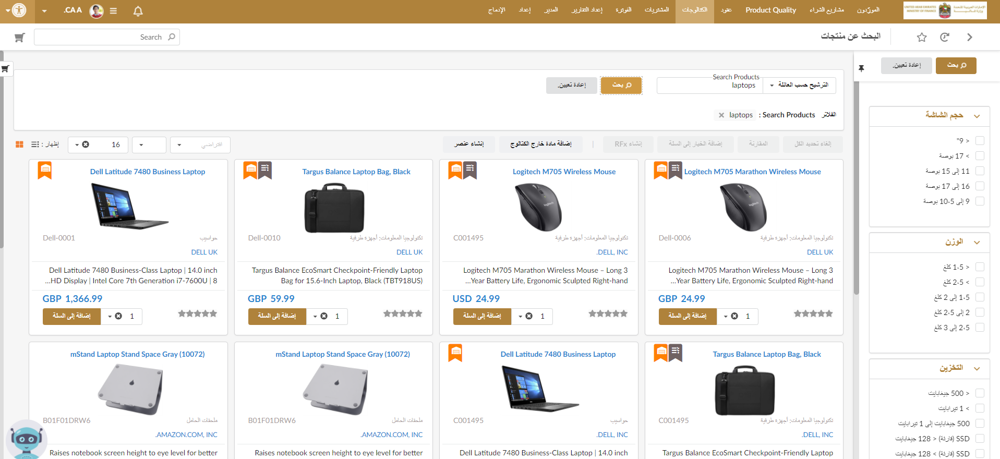 UNITED ARAB EMIRATES
MINISTRY OF FINANCE
الإمارات العربية المتحدة
وزارة المالية
المورّدون
مشاريع الشراء
Product Quality
عقود
الكتالوجات
المشتريات
الفوترة
إعداد التقارير
المدير
إعداد
الإدماج
CA A.
البحث عن منتجات
Search
بحث
إعادة تعيين.
الترشيح حسب العائلة
Search Products
laptops
بحث
إعادة تعيين.
الفلاتر
Search Products :
laptops
إلغاء تحديد الكل
المقارنة
إضافة الخيار إلى السلة
إنشاء RFx
إضافة مادة خارج الكتالوج
إنشاء عنصر
افتراضي
16
إظهار :
حجم الشاشة
< 9"
> 17 بوصة
11 إلى 15 بوصة
16 إلى 17 بوصة
9 إلى 10،5 بوصة
الوزن
< 1،5 كلغ
> 2،5 كلغ
1،5 إلى 2 كلغ
2 إلى 2،5 كلغ
2،5 إلى 3 كلغ
التخزين
< 500 جيغابايت
> 1 تيرابايت
500 جيغابايت إلى 1 تيرابايت
SSD (قارئة) < 128 جيغابايت
SSD (قارئة) > 128 جيغابايت
Logitech M705 Marathon Wireless Mouse
Dell-0006
تكنولوجيا المعلومات: أجهزة طرفية
DELL UK
Logitech M705 Marathon Wireless Mouse – Long 3
Year Battery Life, Ergonomic Sculpted Right-hand...
GBP 24.99
إضافة إلى السلة
1
Logitech M705 Wireless Mouse
C001495
تكنولوجيا المعلومات: أجهزة طرفية
DELL, INC.
Logitech M705 Marathon Wireless Mouse – Long 3
Year Battery Life, Ergonomic Sculpted Right-hand...
USD 24.99
إضافة إلى السلة
1
Targus Balance Laptop Bag, Black
Dell-0010
تكنولوجيا المعلومات: أجهزة طرفية
DELL UK
Targus Balance EcoSmart Checkpoint-Friendly Laptop
Bag for 15.6-Inch Laptop, Black (TBT918US)
GBP 59.99
إضافة إلى السلة
1
Dell Latitude 7480 Business Laptop
Dell-0001
حواسيب
DELL UK
Dell Latitude 7480 Business-Class Laptop | 14.0 inch
HD Display | Intel Core 7th Generation i7-7600U | 8...
GBP 1,366.99
إضافة إلى السلة
1
Targus Balance Laptop Bag, Black
C001495
تكنولوجيا المعلومات: أجهزة طرفية
DELL, INC.
Targus Balance EcoSmart Checkpoint-Friendly Laptop
Dell Latitude 7480 Business Laptop
C001495
حواسيب
DELL, INC.
Dell Latitude 7480 Business-Class Laptop | 14.0 inch
mStand Laptop Stand Space Gray (10072)
B01F01DRW6
ملحقات الحامل
AMAZON.COM, INC.
Raises notebook screen height to eye level for better
mStand Laptop Stand Space Gray (10072)
B01F01DRW6
ملحقات الحامل
AMAZON.COM, INC.
Raises notebook screen height to eye level for better